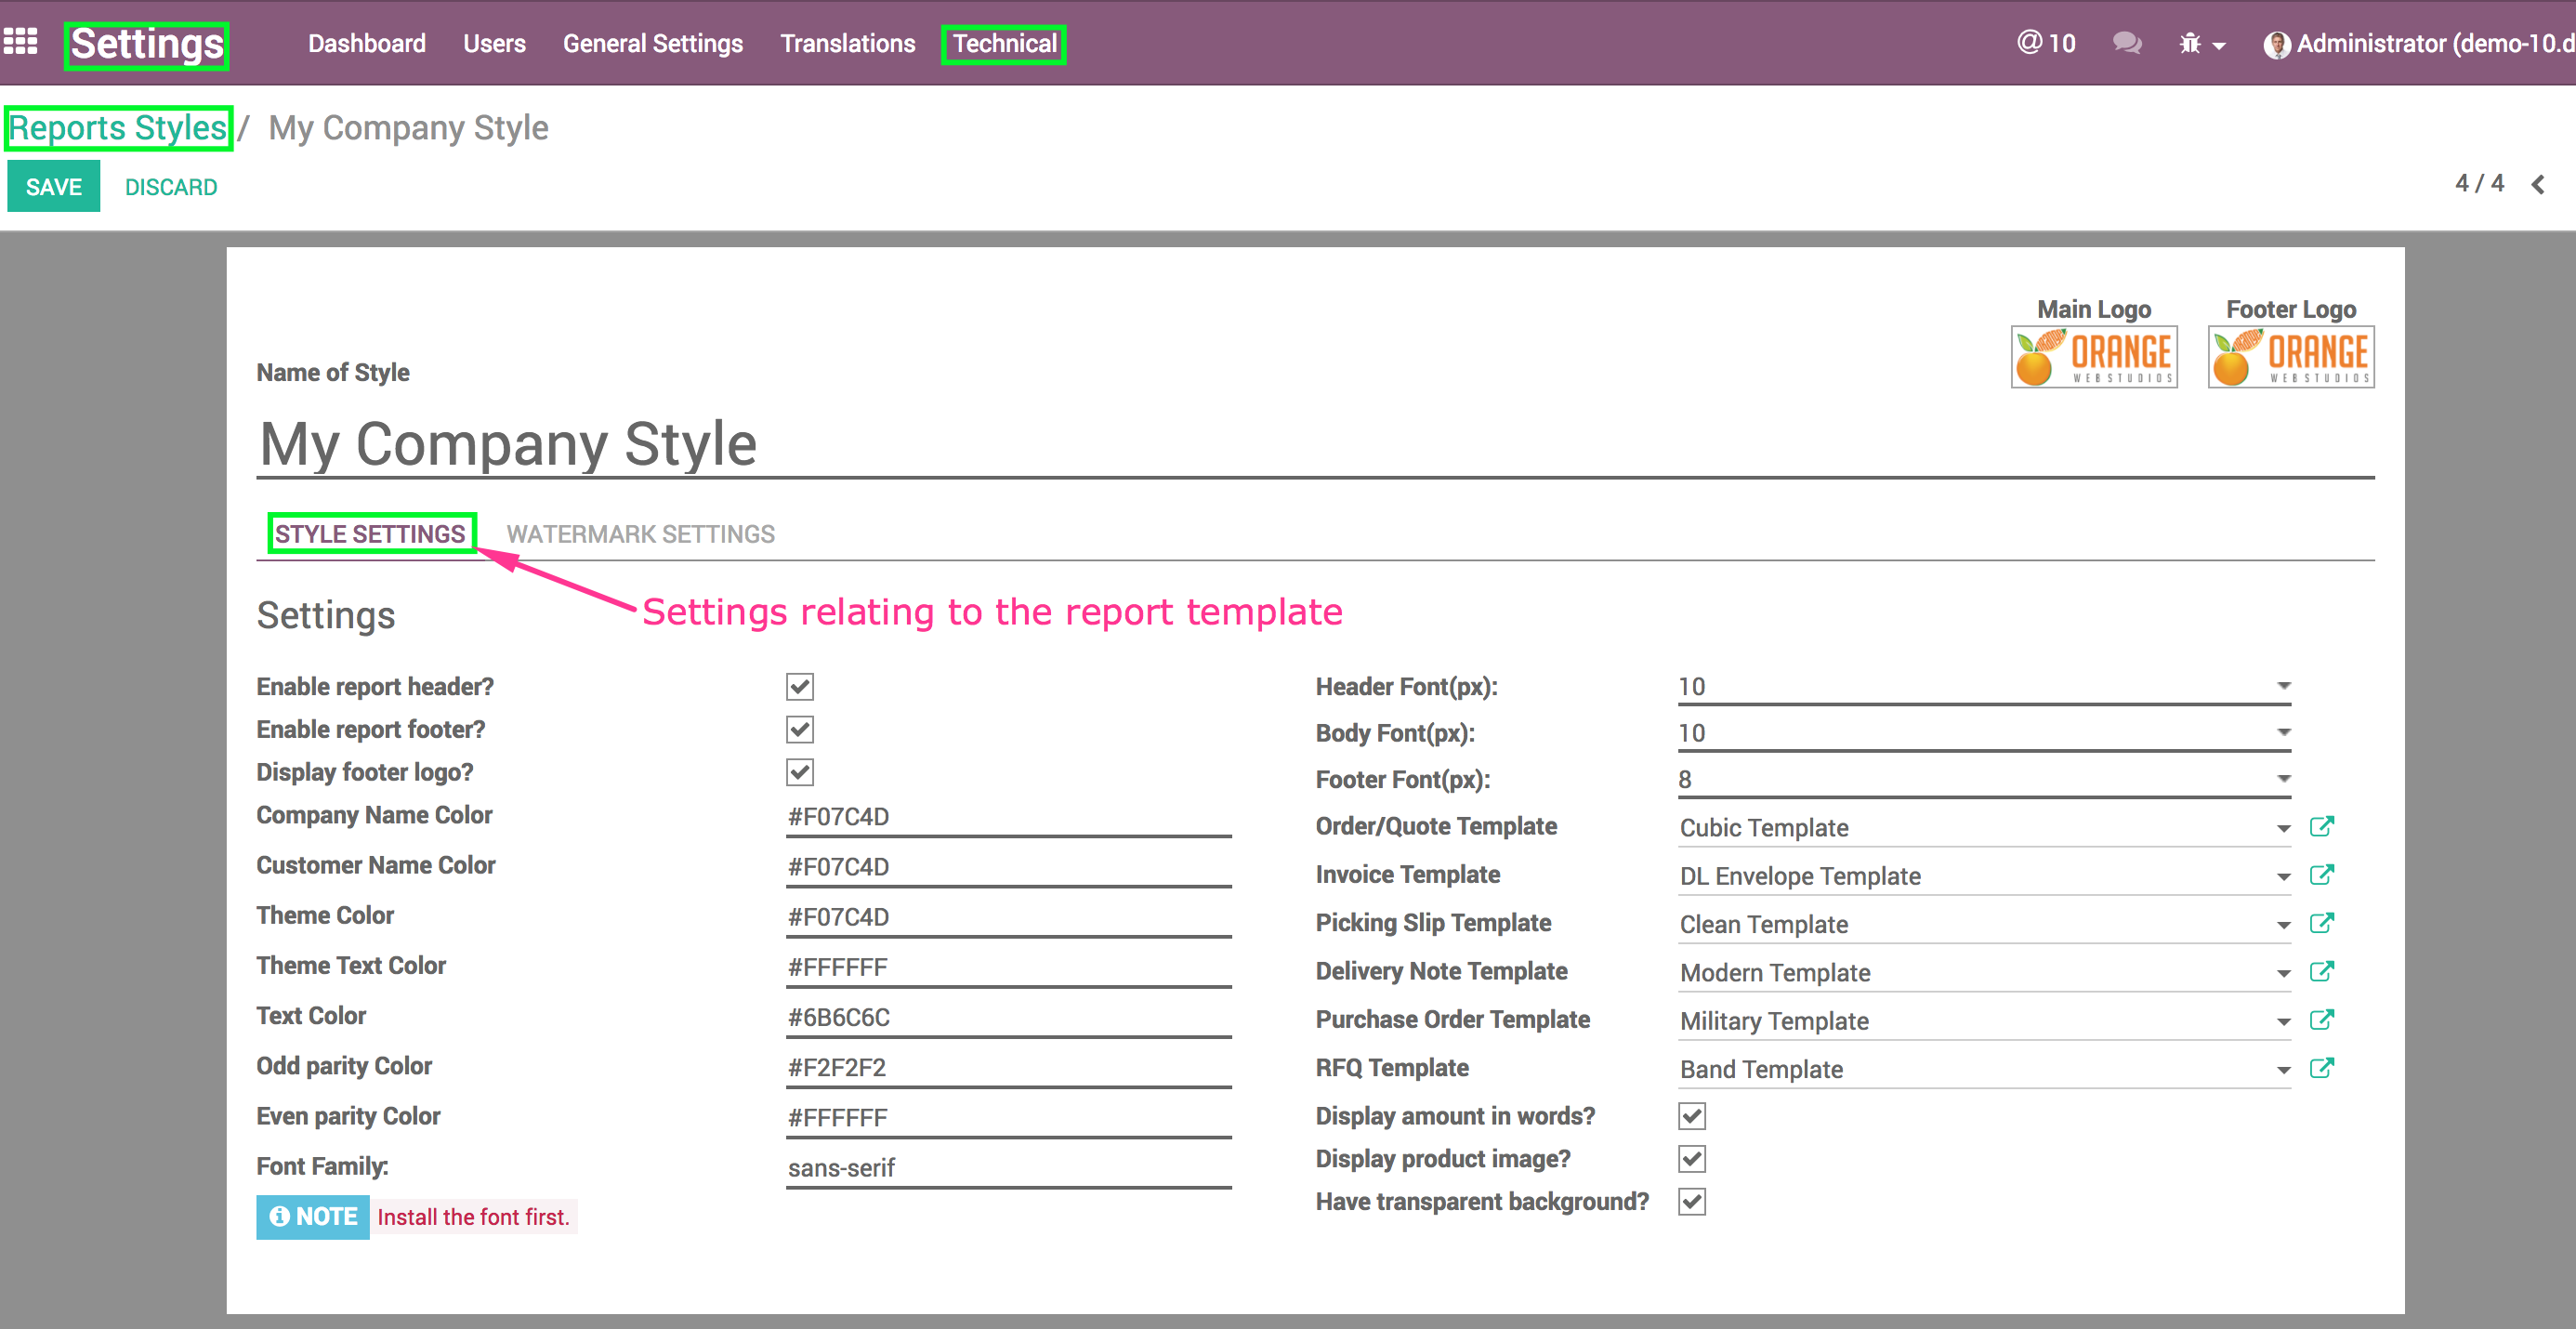 Settings Dashboard Users General Settings Translations Technical @ 10 Administrator (demo-10.d
Reports Styles / My Company Style
SAVE DISCARD 4 / 4
Main Logo Footer Logo
ORANGE ORANGE
WEBSTUDIOS WEBSTUDIOS
Name of Style
My Company Style
STYLE SETTINGS WATERMARK SETTINGS
Settings relating to the report template
Settings
Enable report header? Header Font(px): 10
Enable report footer? Body Font(px): 10
Display footer logo? Footer Font(px): 8
Company Name Color #F07C4D Order/Quote Template Cubic Template
Customer Name Color #F07C4D Invoice Template DL Envelope Template
Theme Color #F07C4D Picking Slip Template Clean Template
Theme Text Color #FFFFFF Delivery Note Template Modern Template
Text Color #6B6C6C Purchase Order Template Military Template
Odd parity Color #F2F2F2 RFQ Template Band Template
Even parity Color #FFFFFF Display amount in words?
Font Family: sans-serif Display product image?
NOTE Install the font first. Have transparent background?